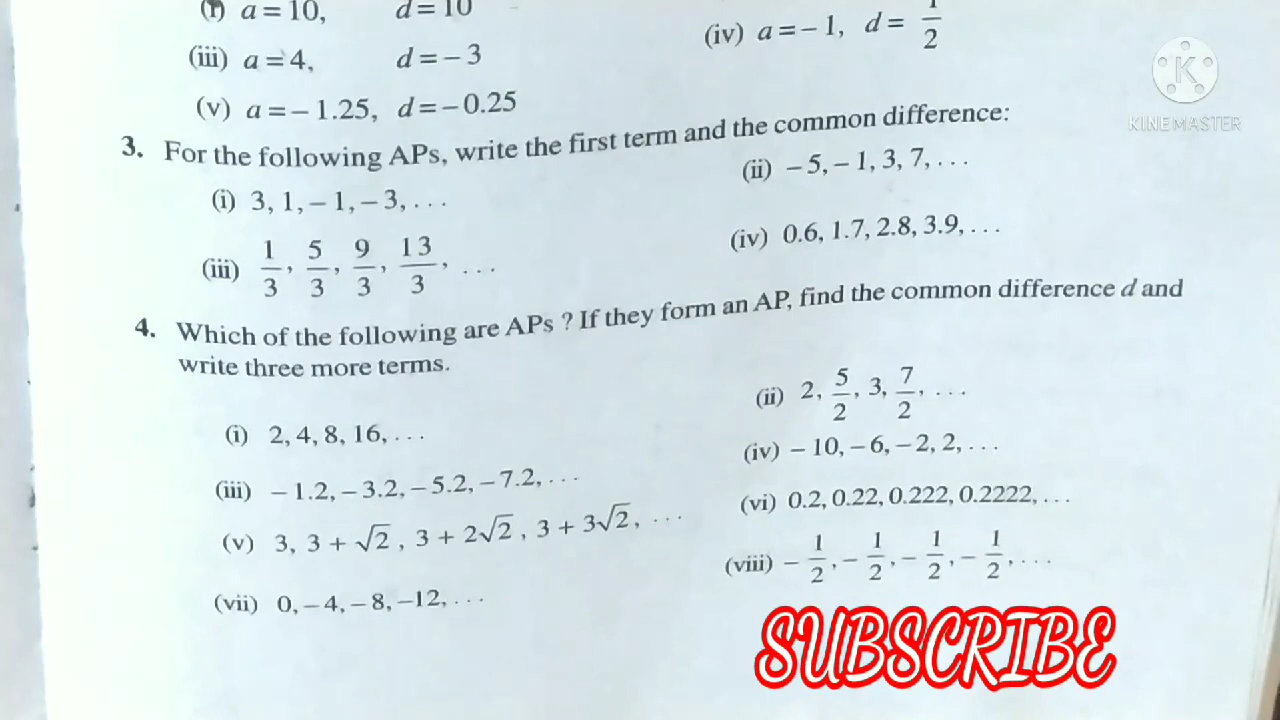 (i) a = 10, d = 10
(iii) a = 4, d = – 3 (iv) a = – 1, d = 1/2
(v) a = – 1.25, d = – 0.25
3. For the following APs, write the first term and the common difference:
(i) 3, 1, – 1, – 3, . . . (ii) – 5, – 1, 3, 7, . . .
(iii) 1/3, 5/3, 9/3, 13/3, . . . (iv) 0.6, 1.7, 2.8, 3.9, . . .
4. Which of the following are APs ? If they form an AP, find the common difference d and
write three more terms.
(i) 2, 4, 8, 16, . . . (ii) 2, 5/2, 3, 7/2, . . .
(iii) – 1.2, – 3.2, – 5.2, – 7.2, . . . (iv) – 10, – 6, – 2, 2, . . .
(v) 3, 3 + √2, 3 + 2√2, 3 + 3√2, . . . (vi) 0.2, 0.22, 0.222, 0.2222, . . .
(vii) 0, – 4, – 8, –12, . . . (viii) – 1/2, – 1/2, – 1/2, – 1/2, . . .
K
KINEMASTER
SUBSCRIBE